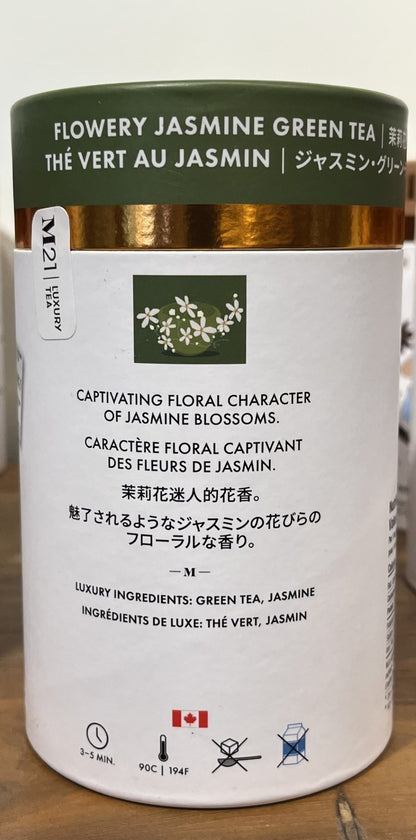 FLOWERY JASMINE GREEN TEA | 茉莉
THÉ VERT AU JASMIN | ジャスミン・グリーン
M21 | LUXURY TEA
CAPTIVATING FLORAL CHARACTER
OF JASMINE BLOSSOMS.
CARACTÈRE FLORAL CAPTIVANT
DES FLEURS DE JASMIN.
茉莉花迷人的花香。
魅了されるようなジャスミンの花びらの
フローラルな香り。
—M—
LUXURY INGREDIENTS: GREEN TEA, JASMINE
INGRÉDIENTS DE LUXE: THÉ VERT, JASMIN
3–5 MIN.
90C | 194F